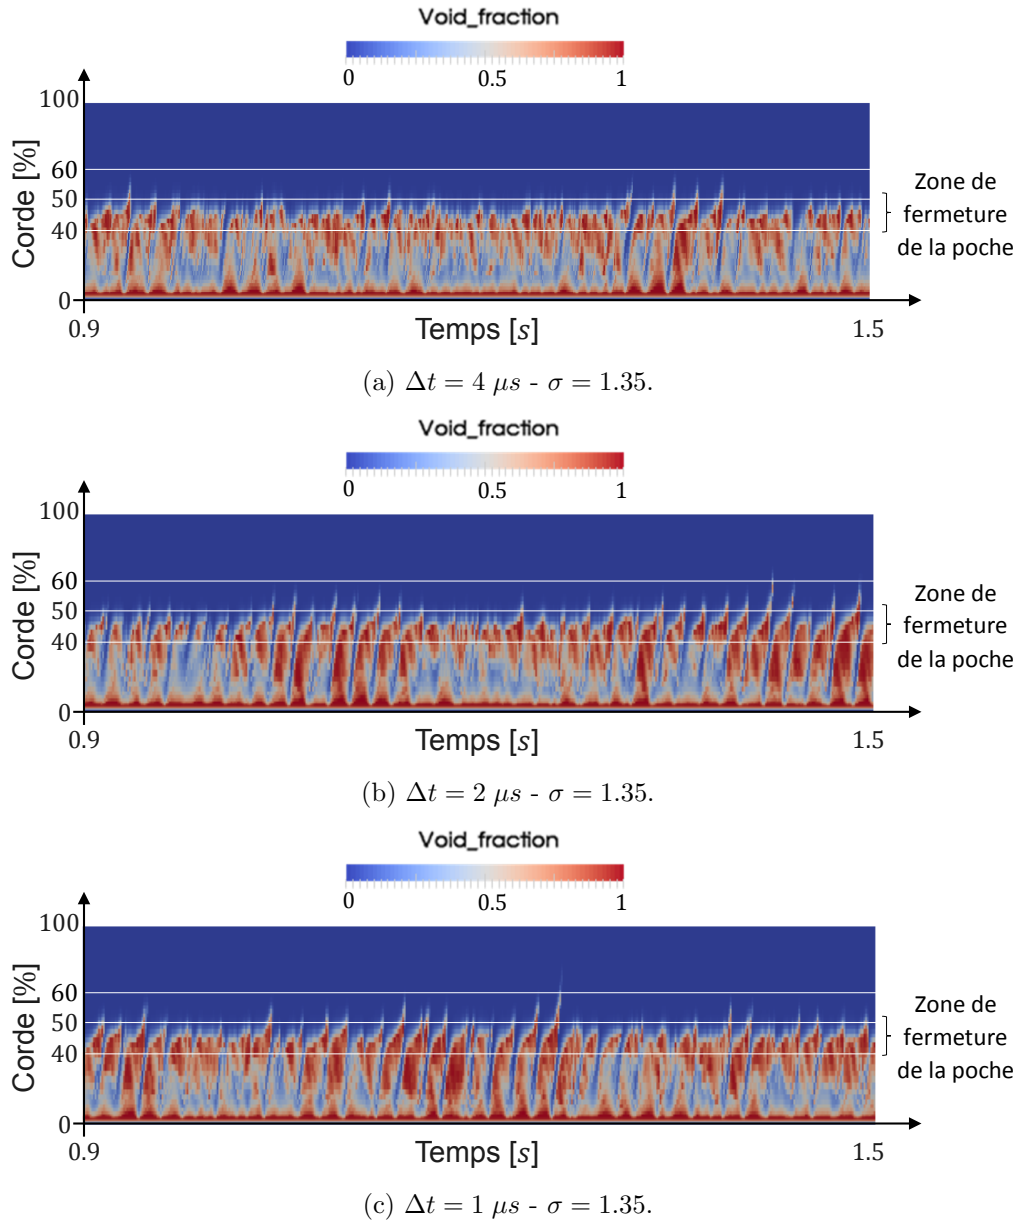 Void_fraction
0 0.5 1
100
60
50
40
0
Corde [%]
Zone de
fermeture
de la poche
0.9 Temps [s] 1.5
(a) Δt = 4 μs - σ = 1.35.
Void_fraction
0 0.5 1
100
60
50
40
0
Corde [%]
Zone de
fermeture
de la poche
0.9 Temps [s] 1.5
(b) Δt = 2 μs - σ = 1.35.
Void_fraction
0 0.5 1
100
60
50
40
0
Corde [%]
Zone de
fermeture
de la poche
0.9 Temps [s] 1.5
(c) Δt = 1 μs - σ = 1.35.